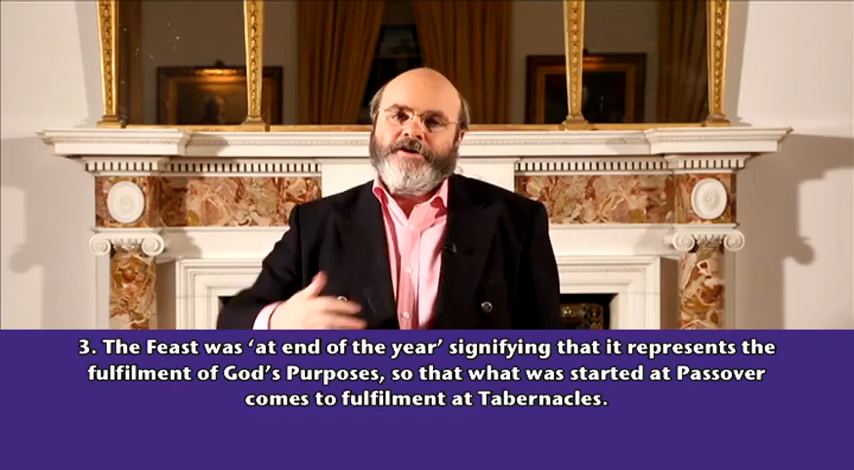 3. The Feast was ‘at end of the year’ signifying that it represents the
fulfilment of God’s Purposes, so that what was started at Passover
comes to fulfilment at Tabernacles.